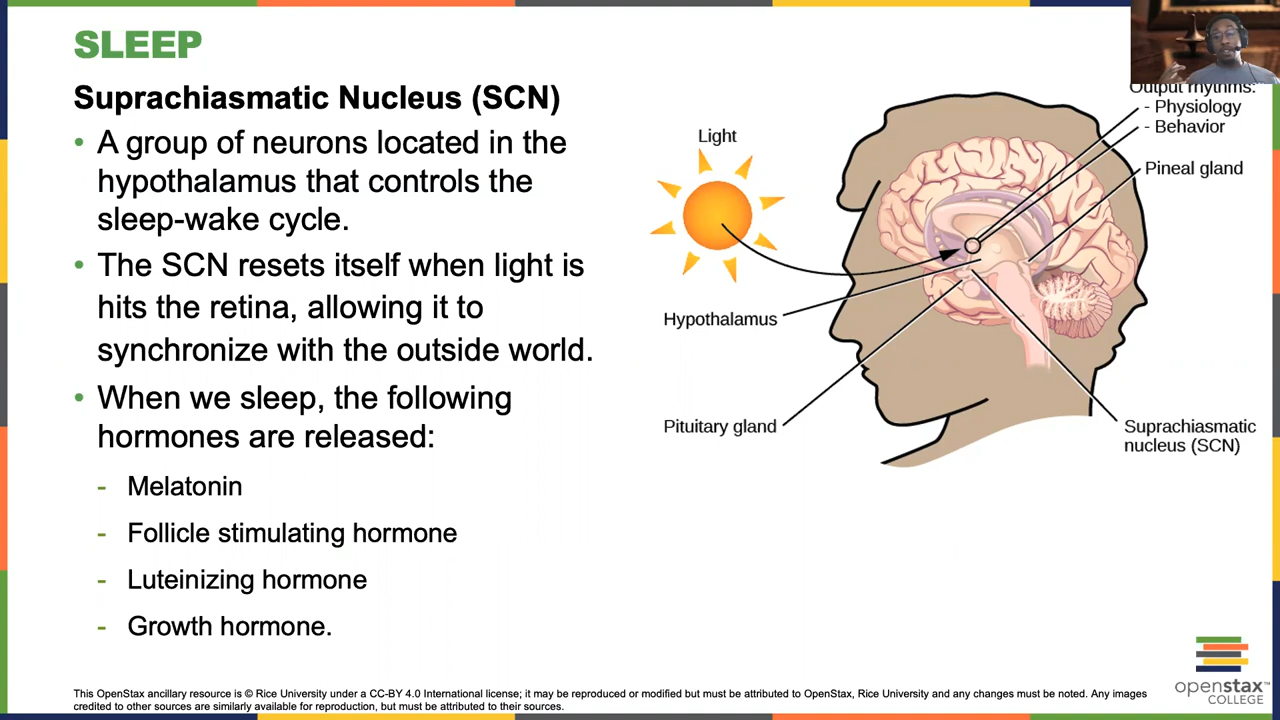 SLEEP
Suprachiasmatic Nucleus (SCN)
• A group of neurons located in the
hypothalamus that controls the
sleep-wake cycle.
• The SCN resets itself when light is
hits the retina, allowing it to
synchronize with the outside world.
• When we sleep, the following
hormones are released:
- Melatonin
- Follicle stimulating hormone
- Luteinizing hormone
- Growth hormone.
Light
Output rhythms:
- Physiology
- Behavior
Pineal gland
Hypothalamus
Pituitary gland
Suprachiasmatic
nucleus (SCN)
This OpenStax ancillary resource is © Rice University under a CC-BY 4.0 International license; it may be reproduced or modified but must be attributed to OpenStax, Rice University and any changes must be noted. Any images
credited to other sources are similarly available for reproduction, but must be attributed to their sources.
openstax™
COLLEGE